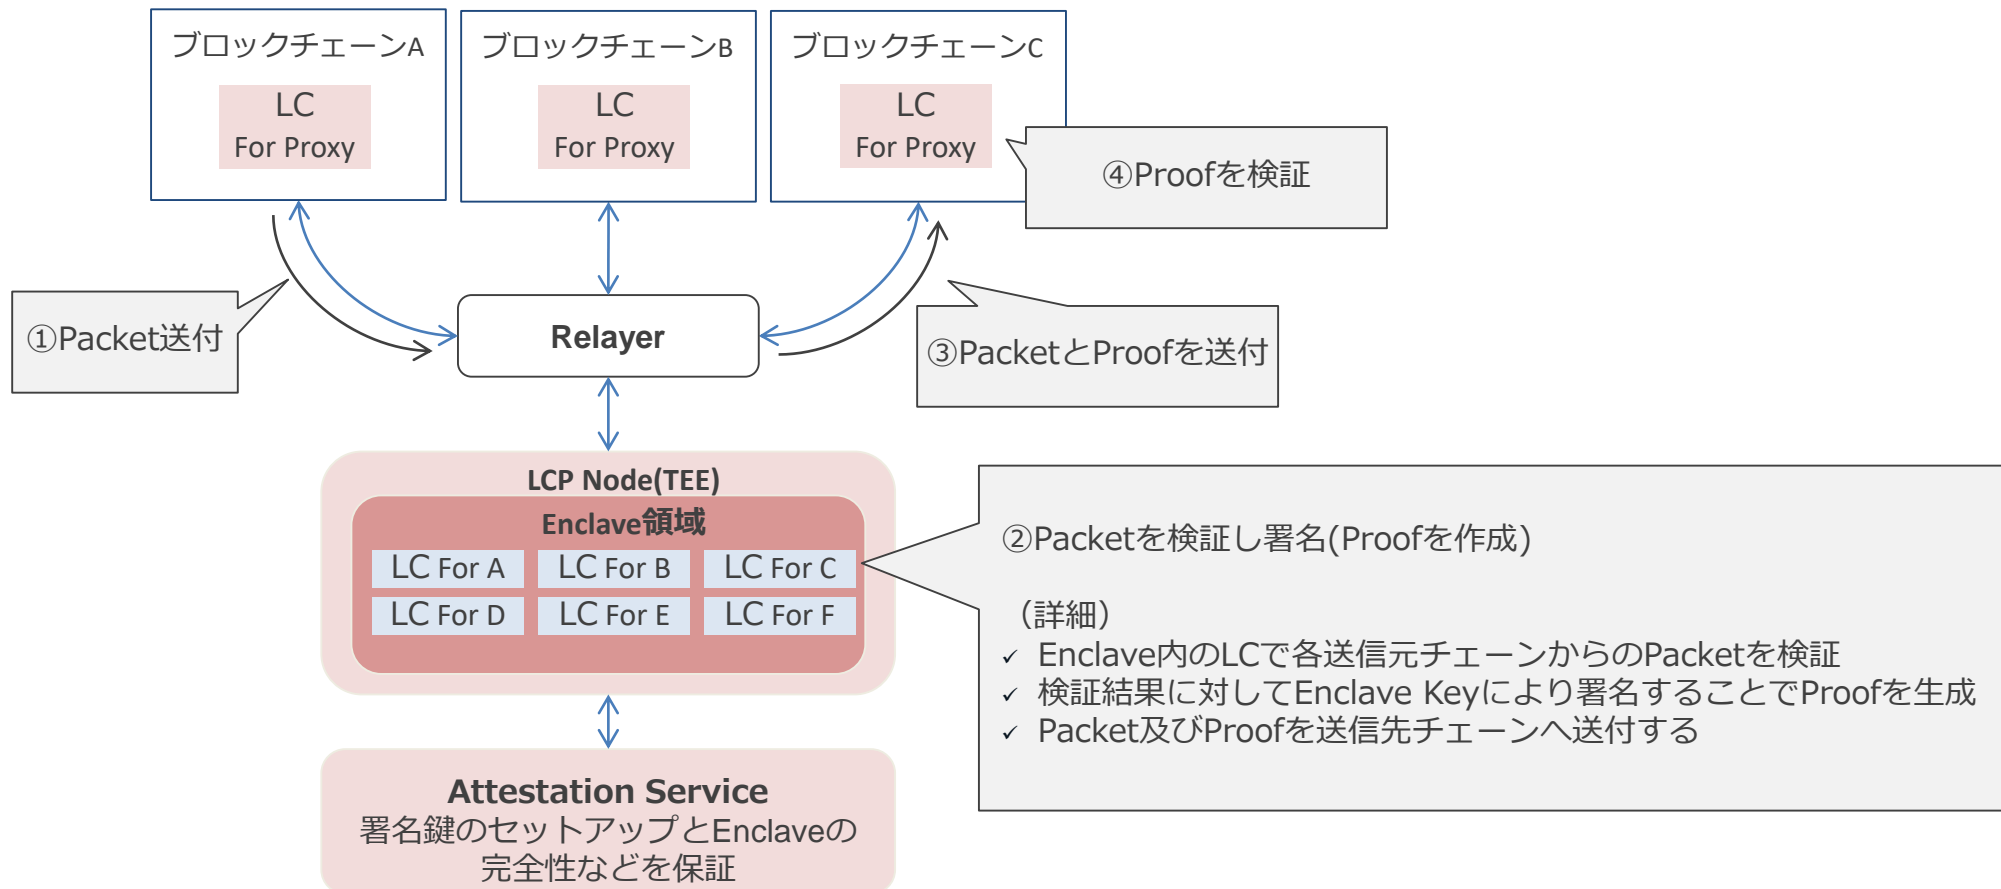 ブロックチェーンA
LC
For Proxy
ブロックチェーンB
LC
For Proxy
ブロックチェーンC
LC
For Proxy
④Proofを検証
①Packet送付
Relayer
③PacketとProofを送付
LCP Node(TEE)
Enclave領域
LC For A
LC For B
LC For C
LC For D
LC For E
LC For F
②Packetを検証し署名(Proofを作成)
（詳細）
✓ Enclave内のLCで各送信元チェーンからのPacketを検証
✓ 検証結果に対してEnclave Keyにより署名することでProofを生成
✓ Packet及びProofを送信先チェーンへ送付する
Attestation Service
署名鍵のセットアップとEnclaveの
完全性などを保証